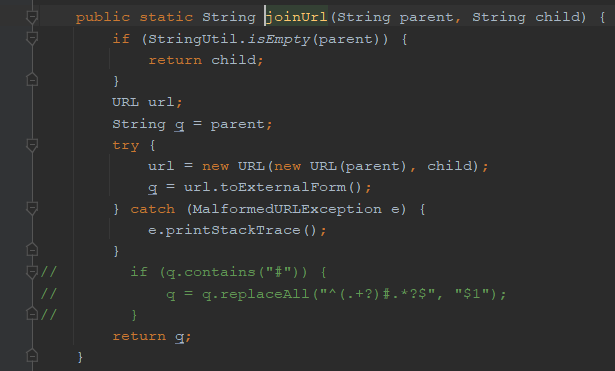 public static String joinUrl(String parent, String child) {
if (StringUtil.isEmpty(parent)) {
return child;
}
URL url;
String q = parent;
try {
url = new URL(new URL(parent), child);
q = url.toExternalForm();
} catch (MalformedURLException e) {
e.printStackTrace();
}
// if (q.contains("#")) {
// q = q.replaceAll("^(.+?)#.*?$", "$1");
// }
return q;
}